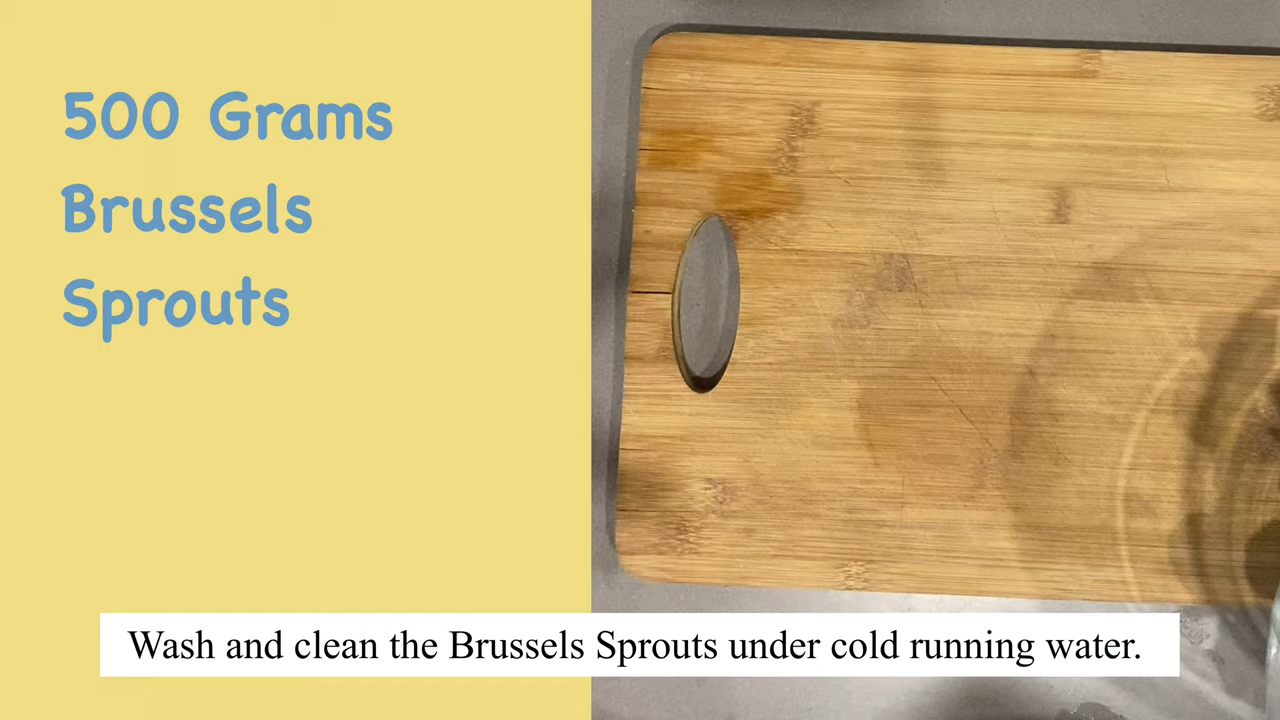 500 Grams
Brussels
Sprouts
Wash and clean the Brussels Sprouts under cold running water.